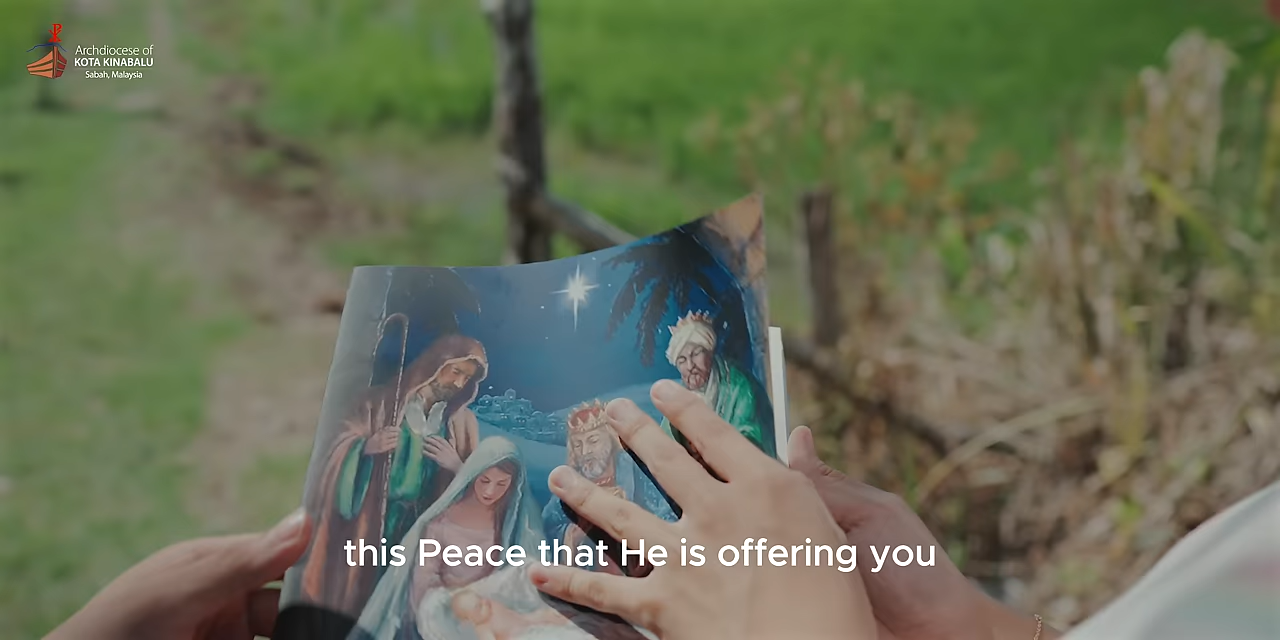 Archdiocese of
KOTA KINABALU
Sabah, Malaysia
this Peace that He is offering you